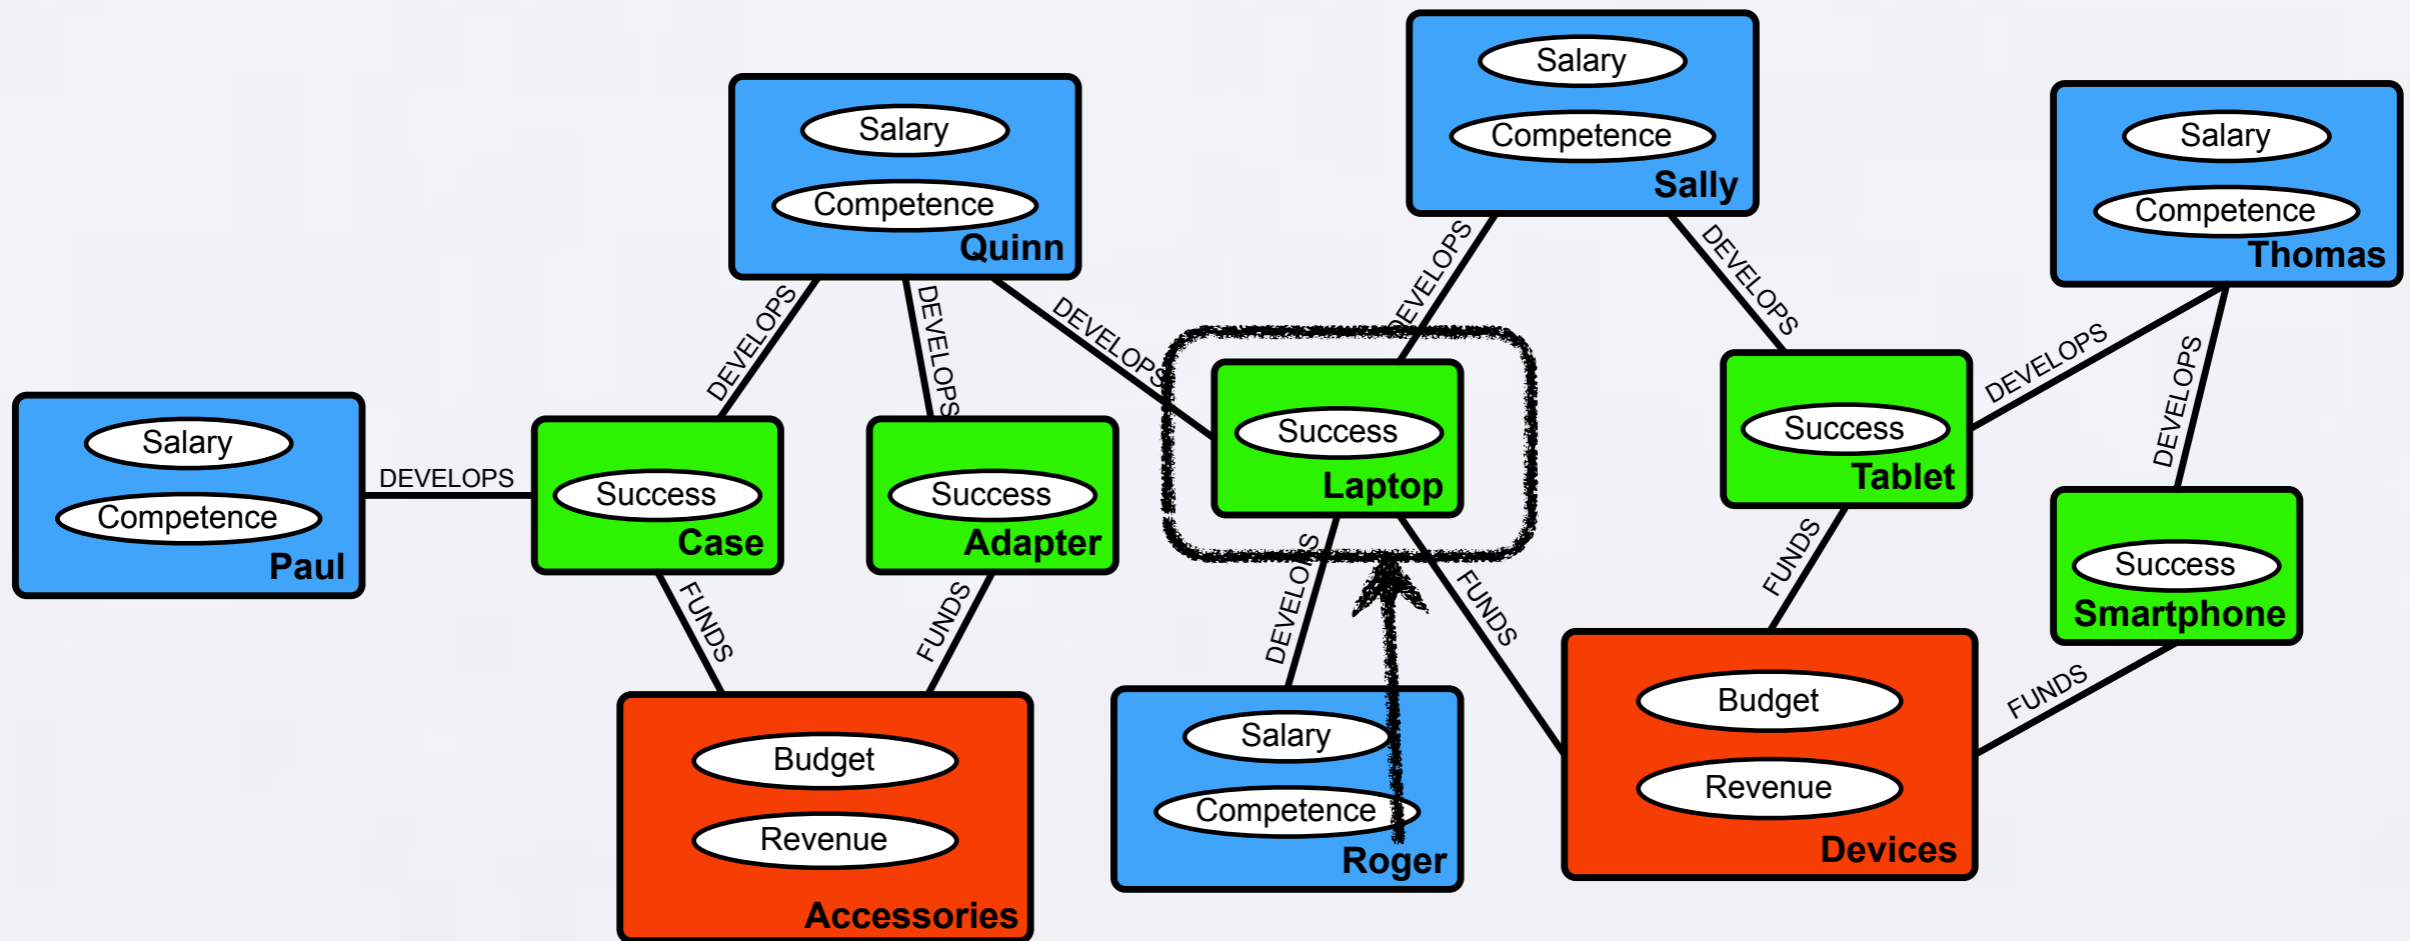 Salary
Competence
Sally
Salary
Competence
Quinn
Salary
Competence
Thomas
DEVELOPS
DEVELOPS
DEVELOPS
DEVELOPS
DEVELOPS
DEVELOPS
DEVELOPS
DEVELOPS
Salary
Competence
Paul
DEVELOPS
Success
Case
Success
Adapter
Success
Laptop
Success
Tablet
Success
Smartphone
FUNDS
FUNDS
DEVELOPS
FUNDS
FUNDS
FUNDS
Budget
Revenue
Accessories
Salary
Competence
Roger
Budget
Revenue
Devices